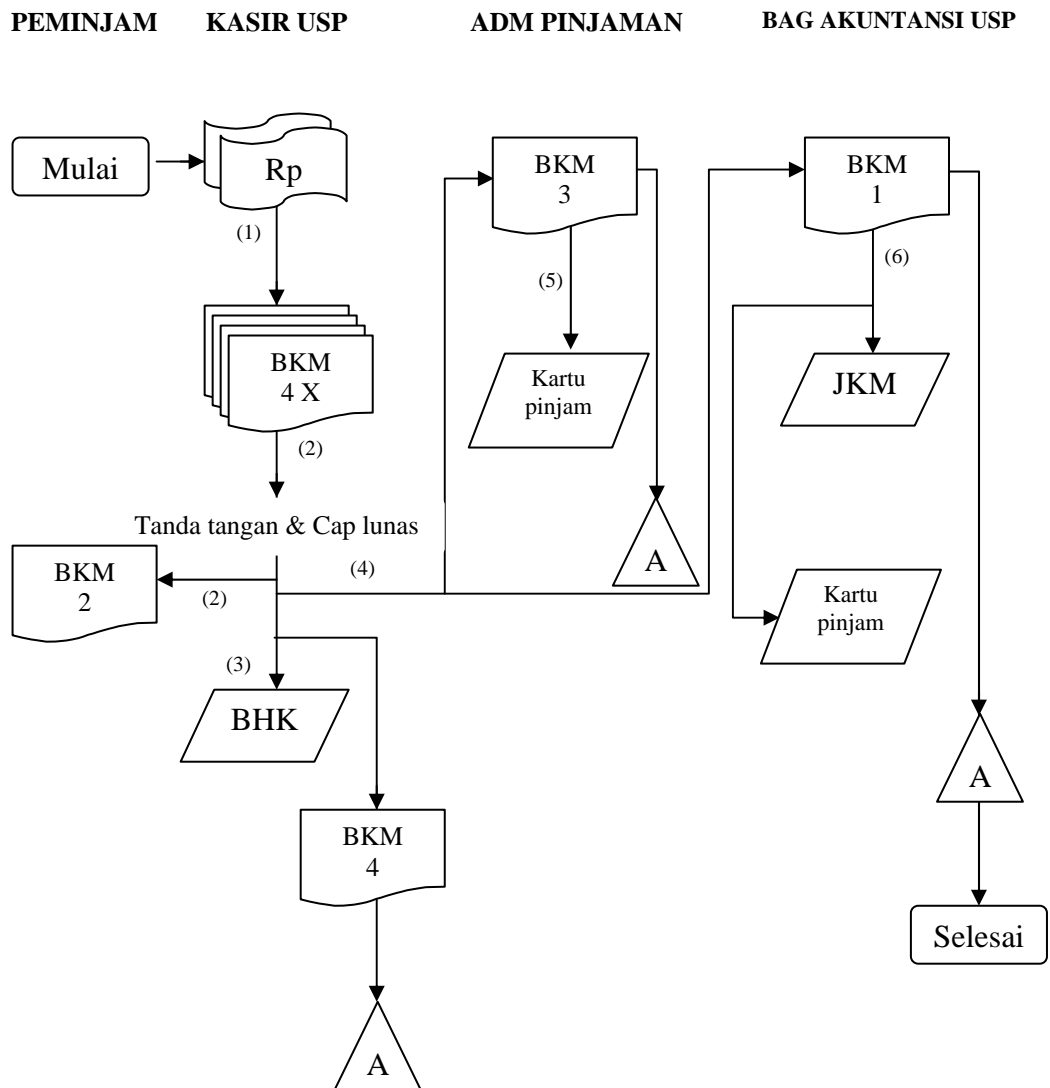 PEMINJAM KASIR USP ADM PINJAMAN BAG AKUNTANSI USP
Mulai
Rp
BKM
3
BKM
1
(1)
(5)
(6)
BKM
4 X
Kartu
pinjam
JKM
(2)
Tanda tangan & Cap lunas
A
BKM
2
(2)
(4)
Kartu
pinjam
(3)
BHK
A
BKM
4
Selesai
A